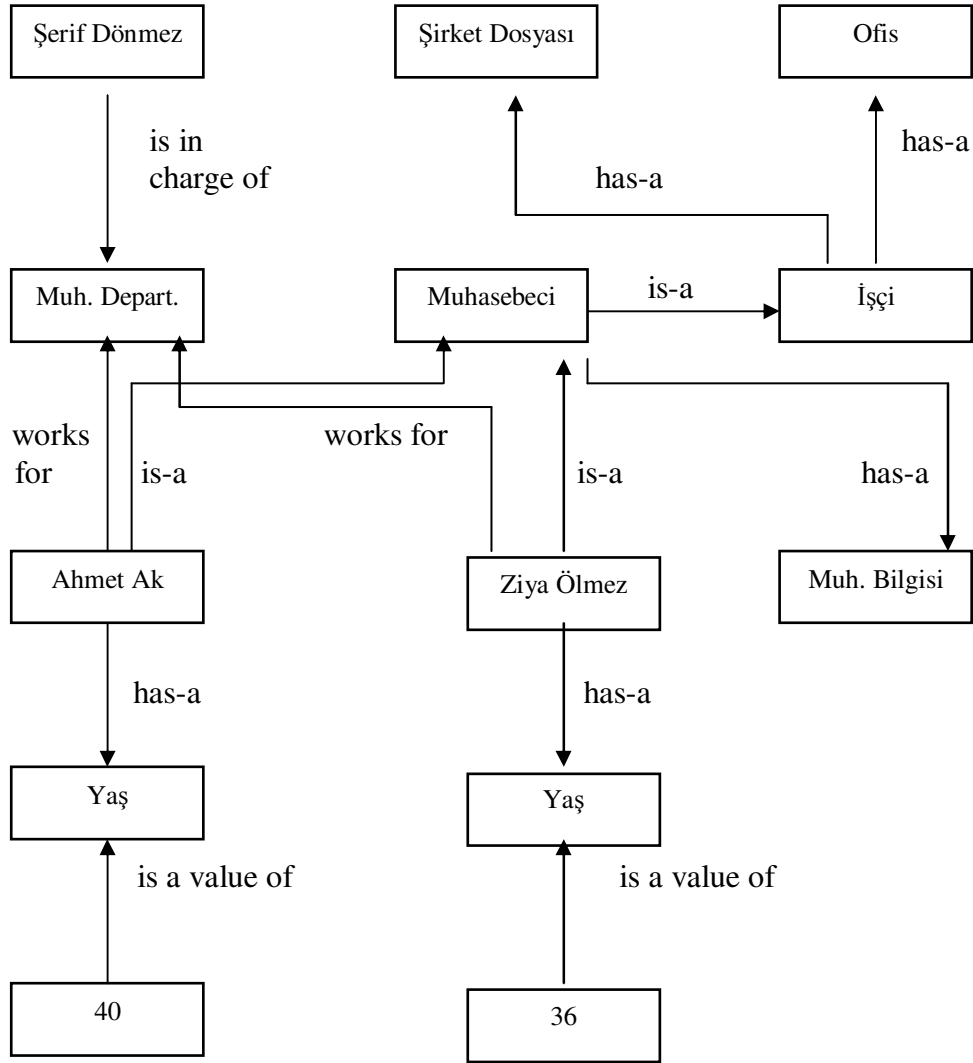 Şerif Dönmez
Şirket Dosyası
Ofis
is in
charge of
has-a
has-a
Muh. Depart.
Muhasebeci
is-a
İşçi
works
for
is-a
works for
is-a
has-a
Ahmet Ak
Ziya Ölmez
Muh. Bilgisi
has-a
has-a
Yaş
Yaş
is a value of
is a value of
40
36